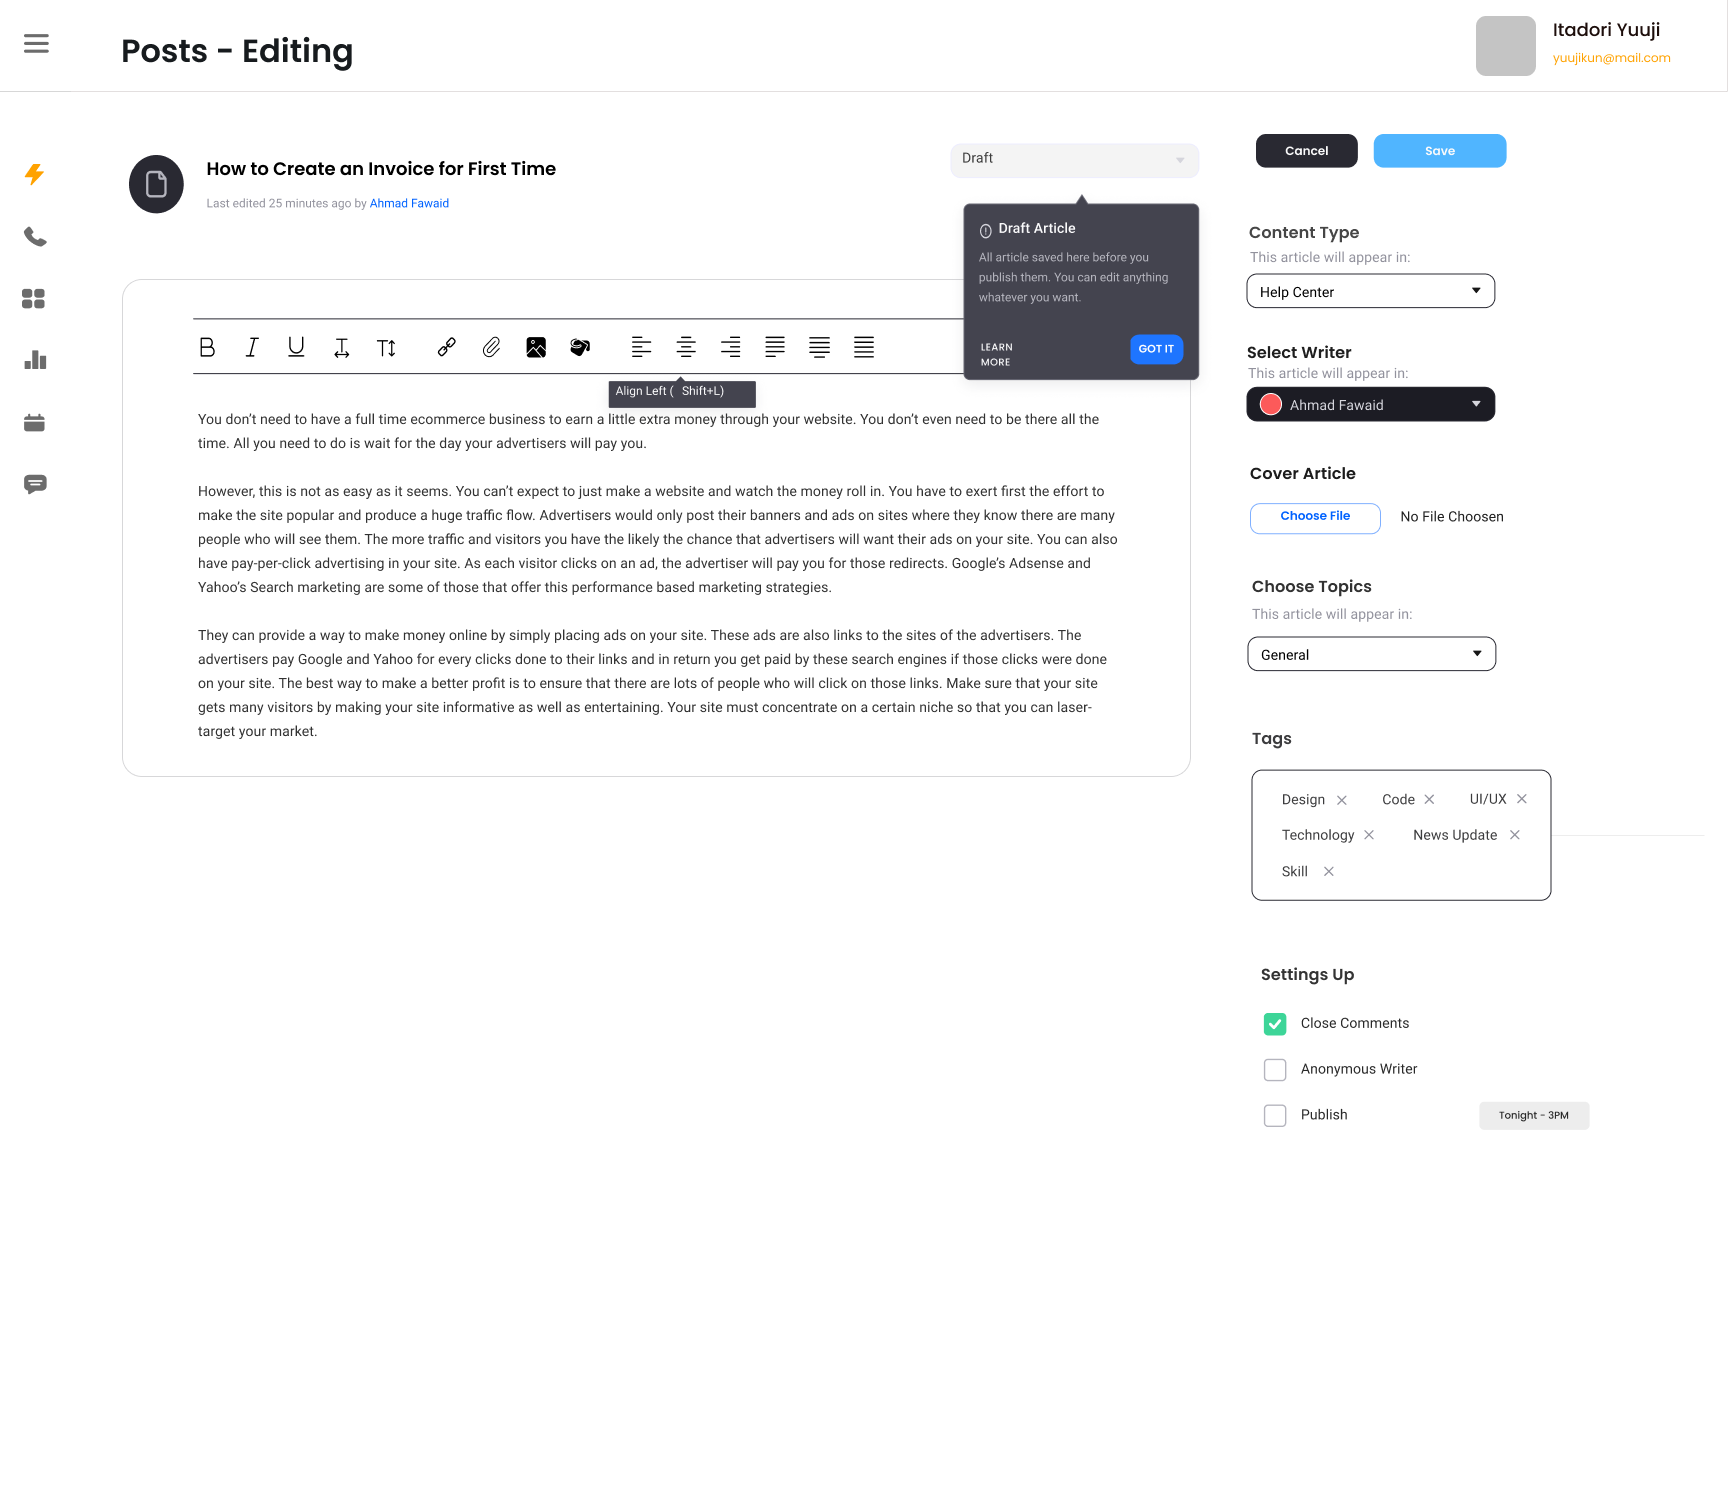 Posts - Editing
Itadori Yuuji
yuujikun@mail.com
How to Create an Invoice for First Time
Last edited 25 minutes ago by Ahmad Fawaid
Draft
Cancel
Save
Draft Article
All article saved here before you
publish them. You can edit anything
whatever you want.
LEARN
MORE
GOT IT
Align Left ( Shift+L)
You don’t need to have a full time ecommerce business to earn a little extra money through your website. You don’t even need to be there all the
time. All you need to do is wait for the day your advertisers will pay you.
However, this is not as easy as it seems. You can’t expect to just make a website and watch the money roll in. You have to exert first the effort to
make the site popular and produce a huge traffic flow. Advertisers would only post their banners and ads on sites where they know there are many
people who will see them. The more traffic and visitors you have the likely the chance that advertisers will want their ads on your site. You can also
have pay-per-click advertising in your site. As each visitor clicks on an ad, the advertiser will pay you for those redirects. Google’s Adsense and
Yahoo’s Search marketing are some of those that offer this performance based marketing strategies.
They can provide a way to make money online by simply placing ads on your site. These ads are also links to the sites of the advertisers. The
advertisers pay Google and Yahoo for every clicks done to their links and in return you get paid by these search engines if those clicks were done
on your site. The best way to make a better profit is to ensure that there are lots of people who will click on those links. Make sure that your site
gets many visitors by making your site informative as well as entertaining. Your site must concentrate on a certain niche so that you can laser-
target your market.
Content Type
This article will appear in:
Help Center
Select Writer
This article will appear in:
Ahmad Fawaid
Cover Article
Choose File
No File Choosen
Choose Topics
This article will appear in:
General
Tags
Design
Code
UI/UX
Technology
News Update
Skill
Settings Up
Close Comments
Anonymous Writer
Publish
Tonight - 3PM